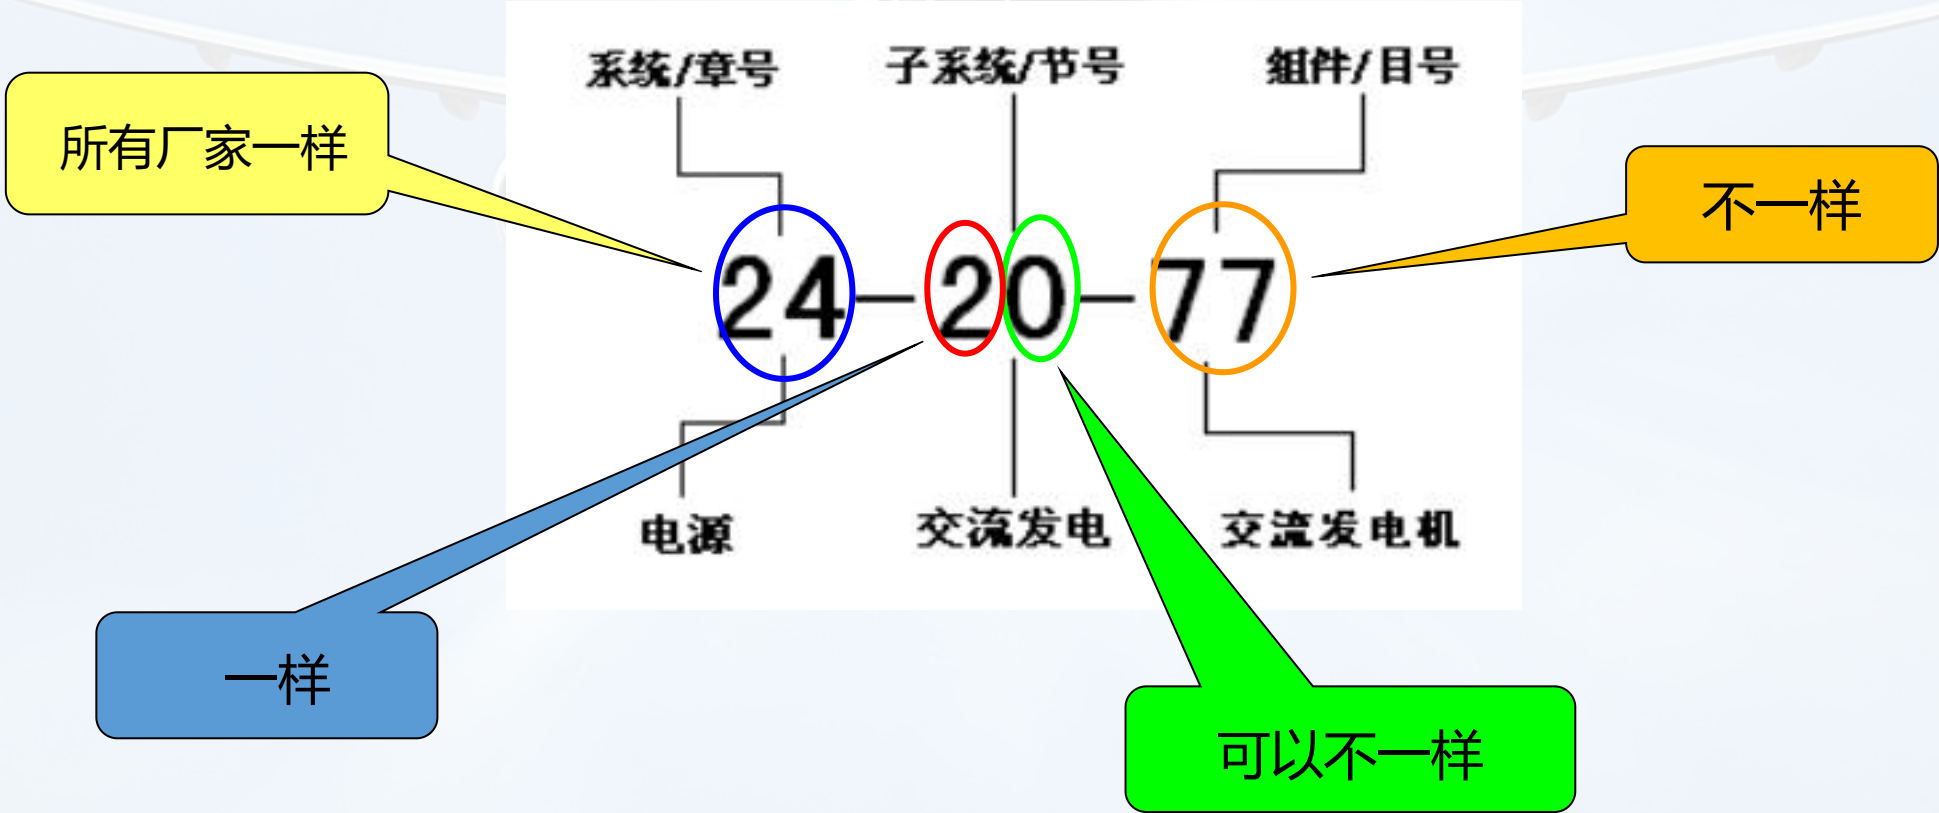 系统/章号
子系统/节号
组件/目号
所有厂家一样
不一样
24—20—77
电源
交流发电
交流发电机
一样
可以不一样